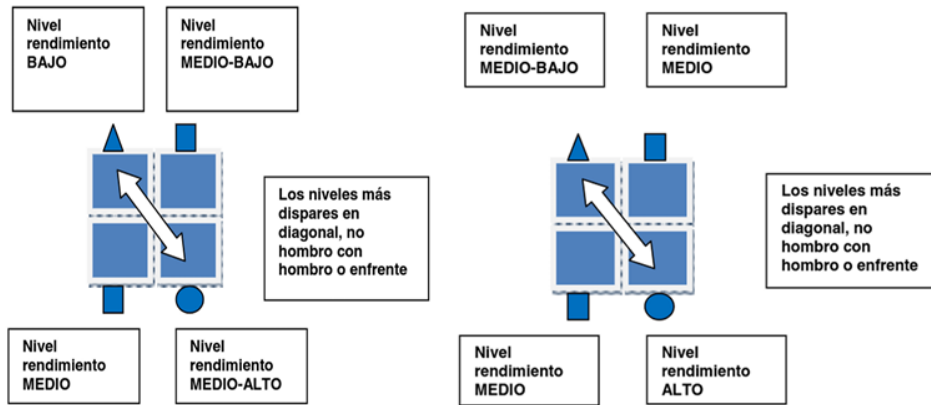 Nivel
rendimiento
BAJO
Nivel
rendimiento
MEDIO-BAJO
Nivel
rendimiento
MEDIO-BAJO
Nivel
rendimiento
MEDIO
Los niveles más
dispares en
diagonal, no
hombro con
hombro o enfrente
Los niveles más
dispares en
diagonal, no
hombro con
hombro o enfrente
Nivel
rendimiento
MEDIO
Nivel
rendimiento
MEDIO-ALTO
Nivel
rendimiento
MEDIO
Nivel
rendimiento
ALTO